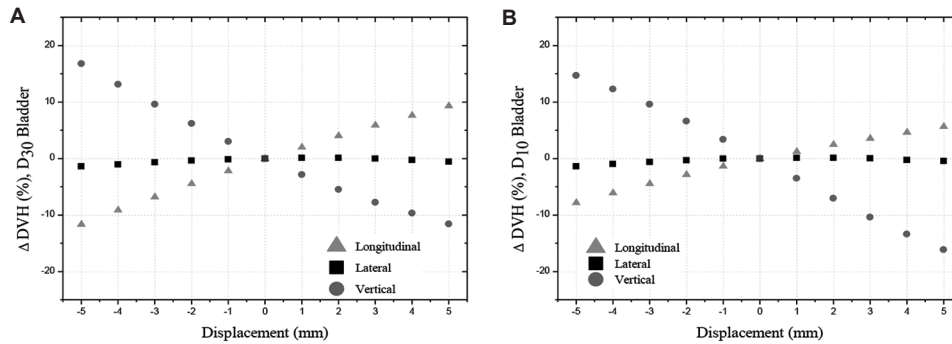 A
Δ DVH (%), D30 Bladder
20
10
0
-10
-20
Longitudinal
Lateral
Vertical
-5 -4 -3 -2 -1 0 1 2 3 4 5
Displacement (mm)
B
Δ DVH (%), D10 Bladder
20
10
0
-10
-20
Longitudinal
Lateral
Vertical
-5 -4 -3 -2 -1 0 1 2 3 4 5
Displacement (mm)